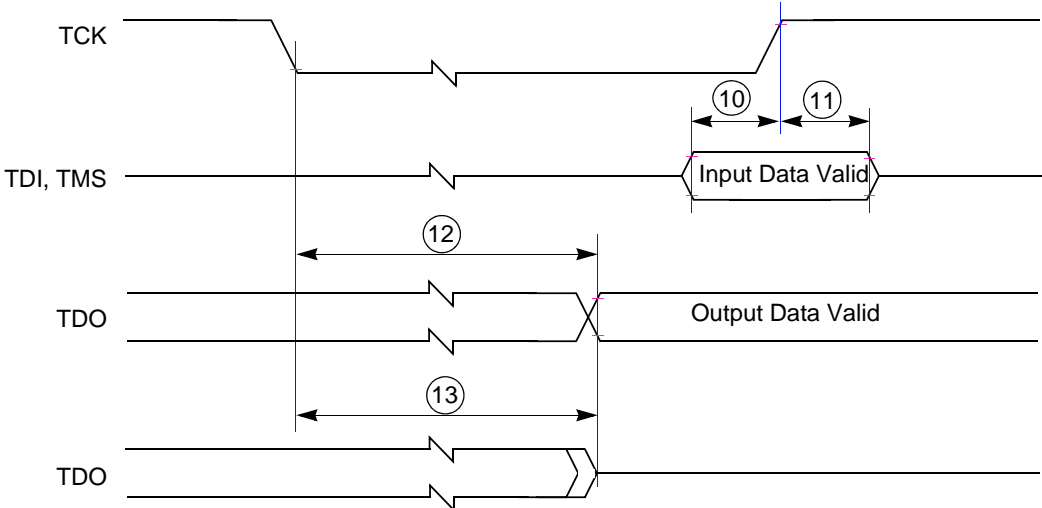 TCK
10
11
TDI, TMS
Input Data Valid
12
TDO
Output Data Valid
13
TDO